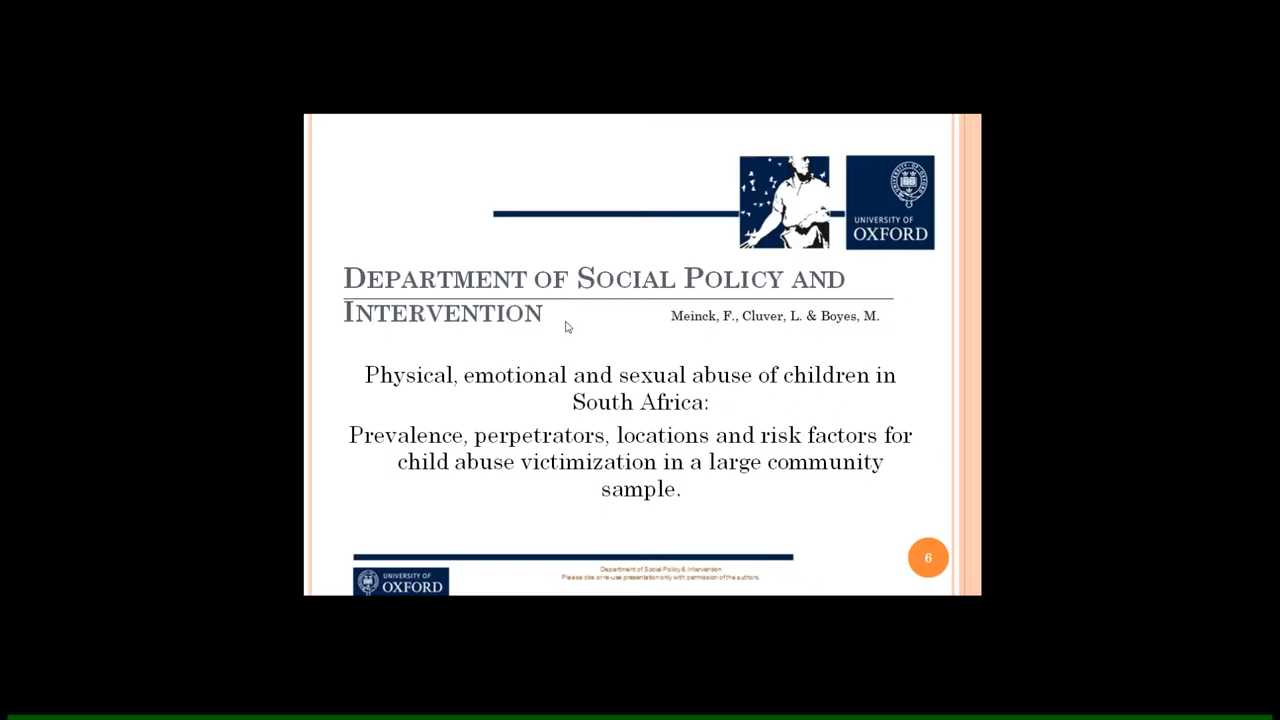 UNIVERSITY OF
OXFORD
DEPARTMENT OF SOCIAL POLICY AND
INTERVENTION
Meinck, F., Cluver, L. & Boyes, M.
Physical, emotional and sexual abuse of children in
South Africa:
Prevalence, perpetrators, locations and risk factors for
child abuse victimization in a large community
sample.
6
Department of Social Policy & Intervention
Please cite or re-use presentation only with permission of the authors.
UNIVERSITY OF
OXFORD